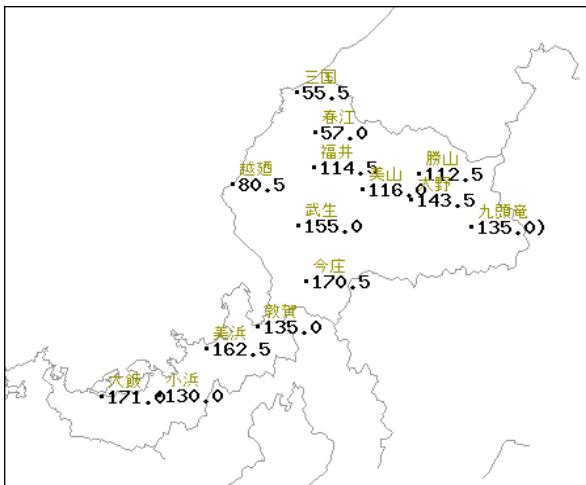 三国
55.5
春江
57.0
福井
114.5
越廼
80.5
美山
116.0
勝山
112.5
大野
143.5
九頭竜
135.0)
武生
155.0
今庄
170.5
敦賀
135.0
美浜
162.5
大飯
171.0
小浜
130.0